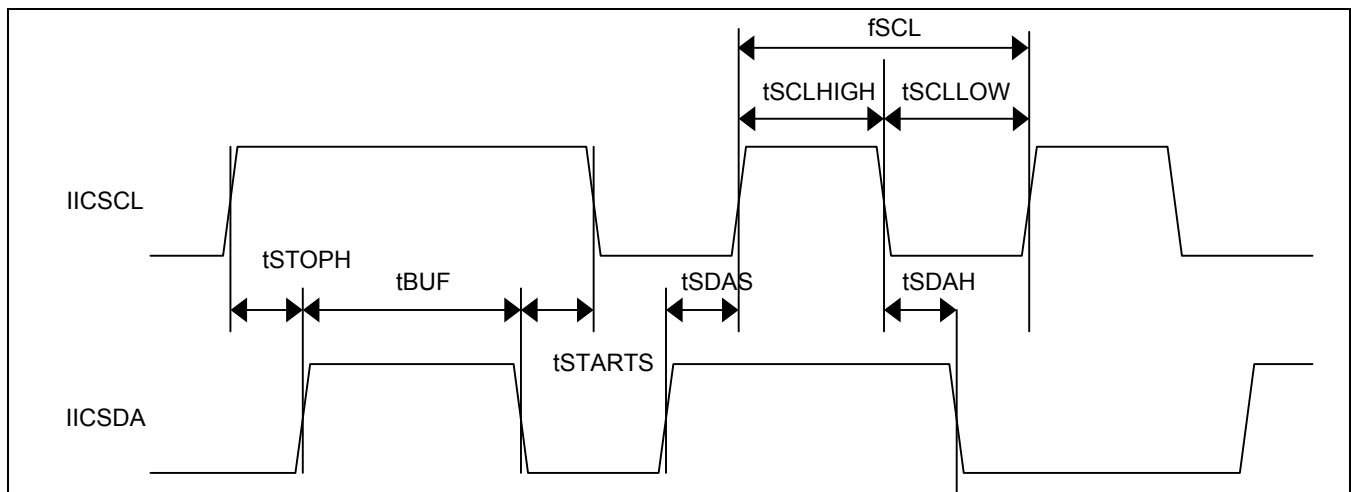 fSCL
tSCLHIGH
tSCLLOW
IICSCL
tSTOPH
tBUF
tSDAS
tSDAH
tSTARTS
IICSDA